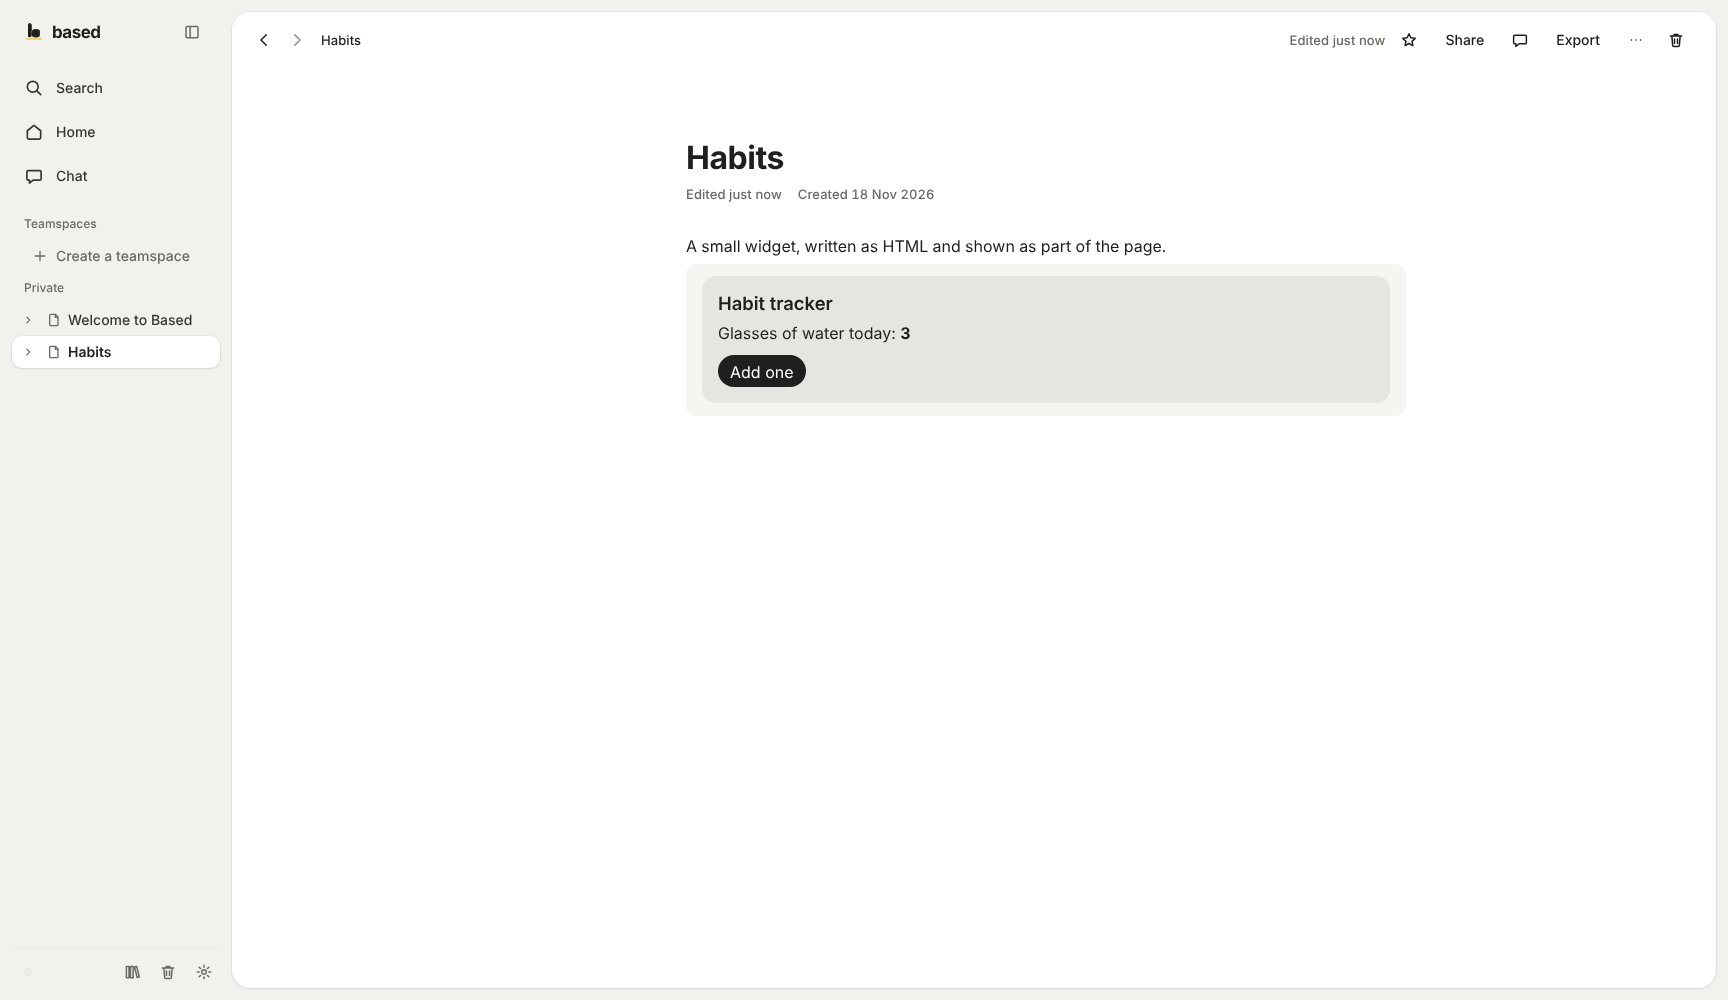 based
Search
Home
Chat
Teamspaces
Create a teamspace
Private
Welcome to Based
Habits
Habits
Edited just now
Share
Export
Habits
Edited just now Created 18 Nov 2026
A small widget, written as HTML and shown as part of the page.
Habit tracker
Glasses of water today: 3
Add one